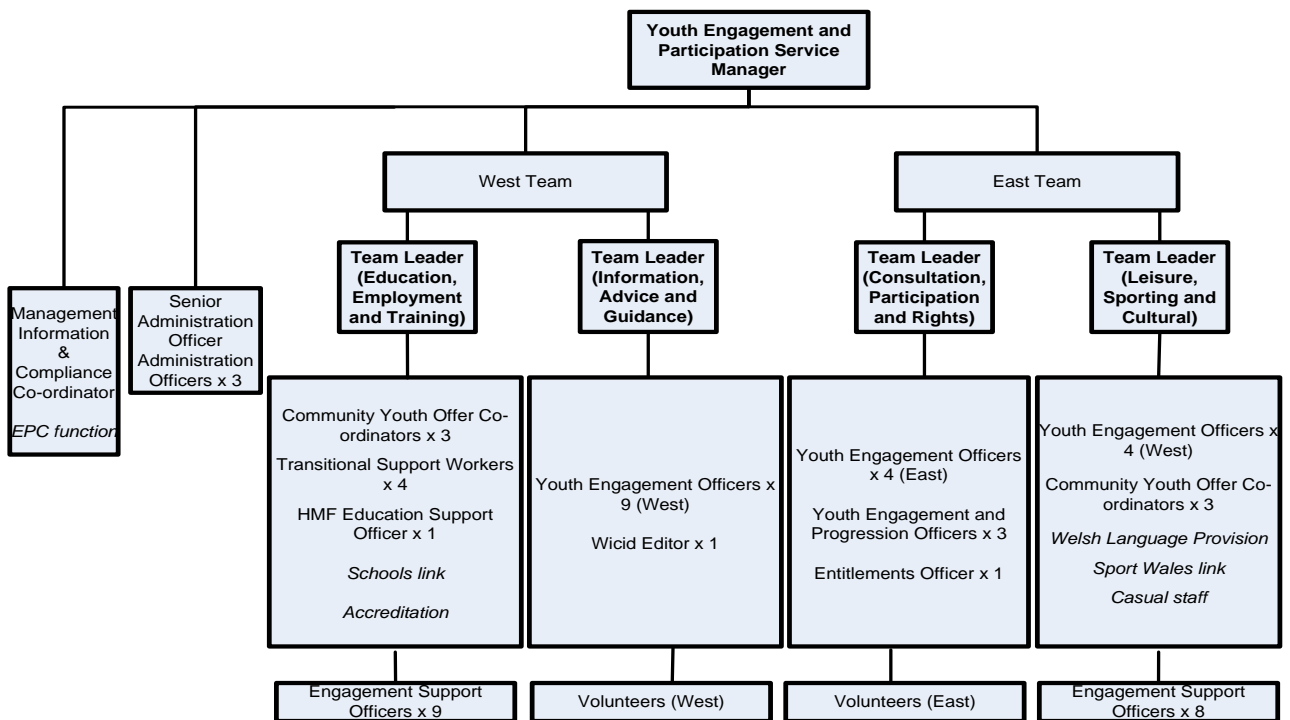 Youth Engagement and
Participation Service
Manager
West Team
East Team
Management
Information
&
Compliance
Co-ordinator
EPC function
Senior
Administration
Officer
Administration
Officers x 3
Team Leader
(Education,
Employment
and Training)
Team Leader
(Information,
Advice and
Guidance)
Team Leader
(Consultation,
Participation
and Rights)
Team Leader
(Leisure,
Sporting and
Cultural)
Community Youth Offer Co-
ordinators x 3
Transitional Support Workers
x 4
HMF Education Support
Officer x 1
Schools link
Accreditation
Youth Engagement Officers x
9 (West)
Wicid Editor x 1
Youth Engagement Officers
x 4 (East)
Youth Engagement and
Progression Officers x 3
Entitlements Officer x 1
Youth Engagement Officers x
4 (West)
Community Youth Offer Co-
ordinators x 3
Welsh Language Provision
Sport Wales link
Casual staff
Engagement Support
Officers x 9
Volunteers (West)
Volunteers (East)
Engagement Support
Officers x 8